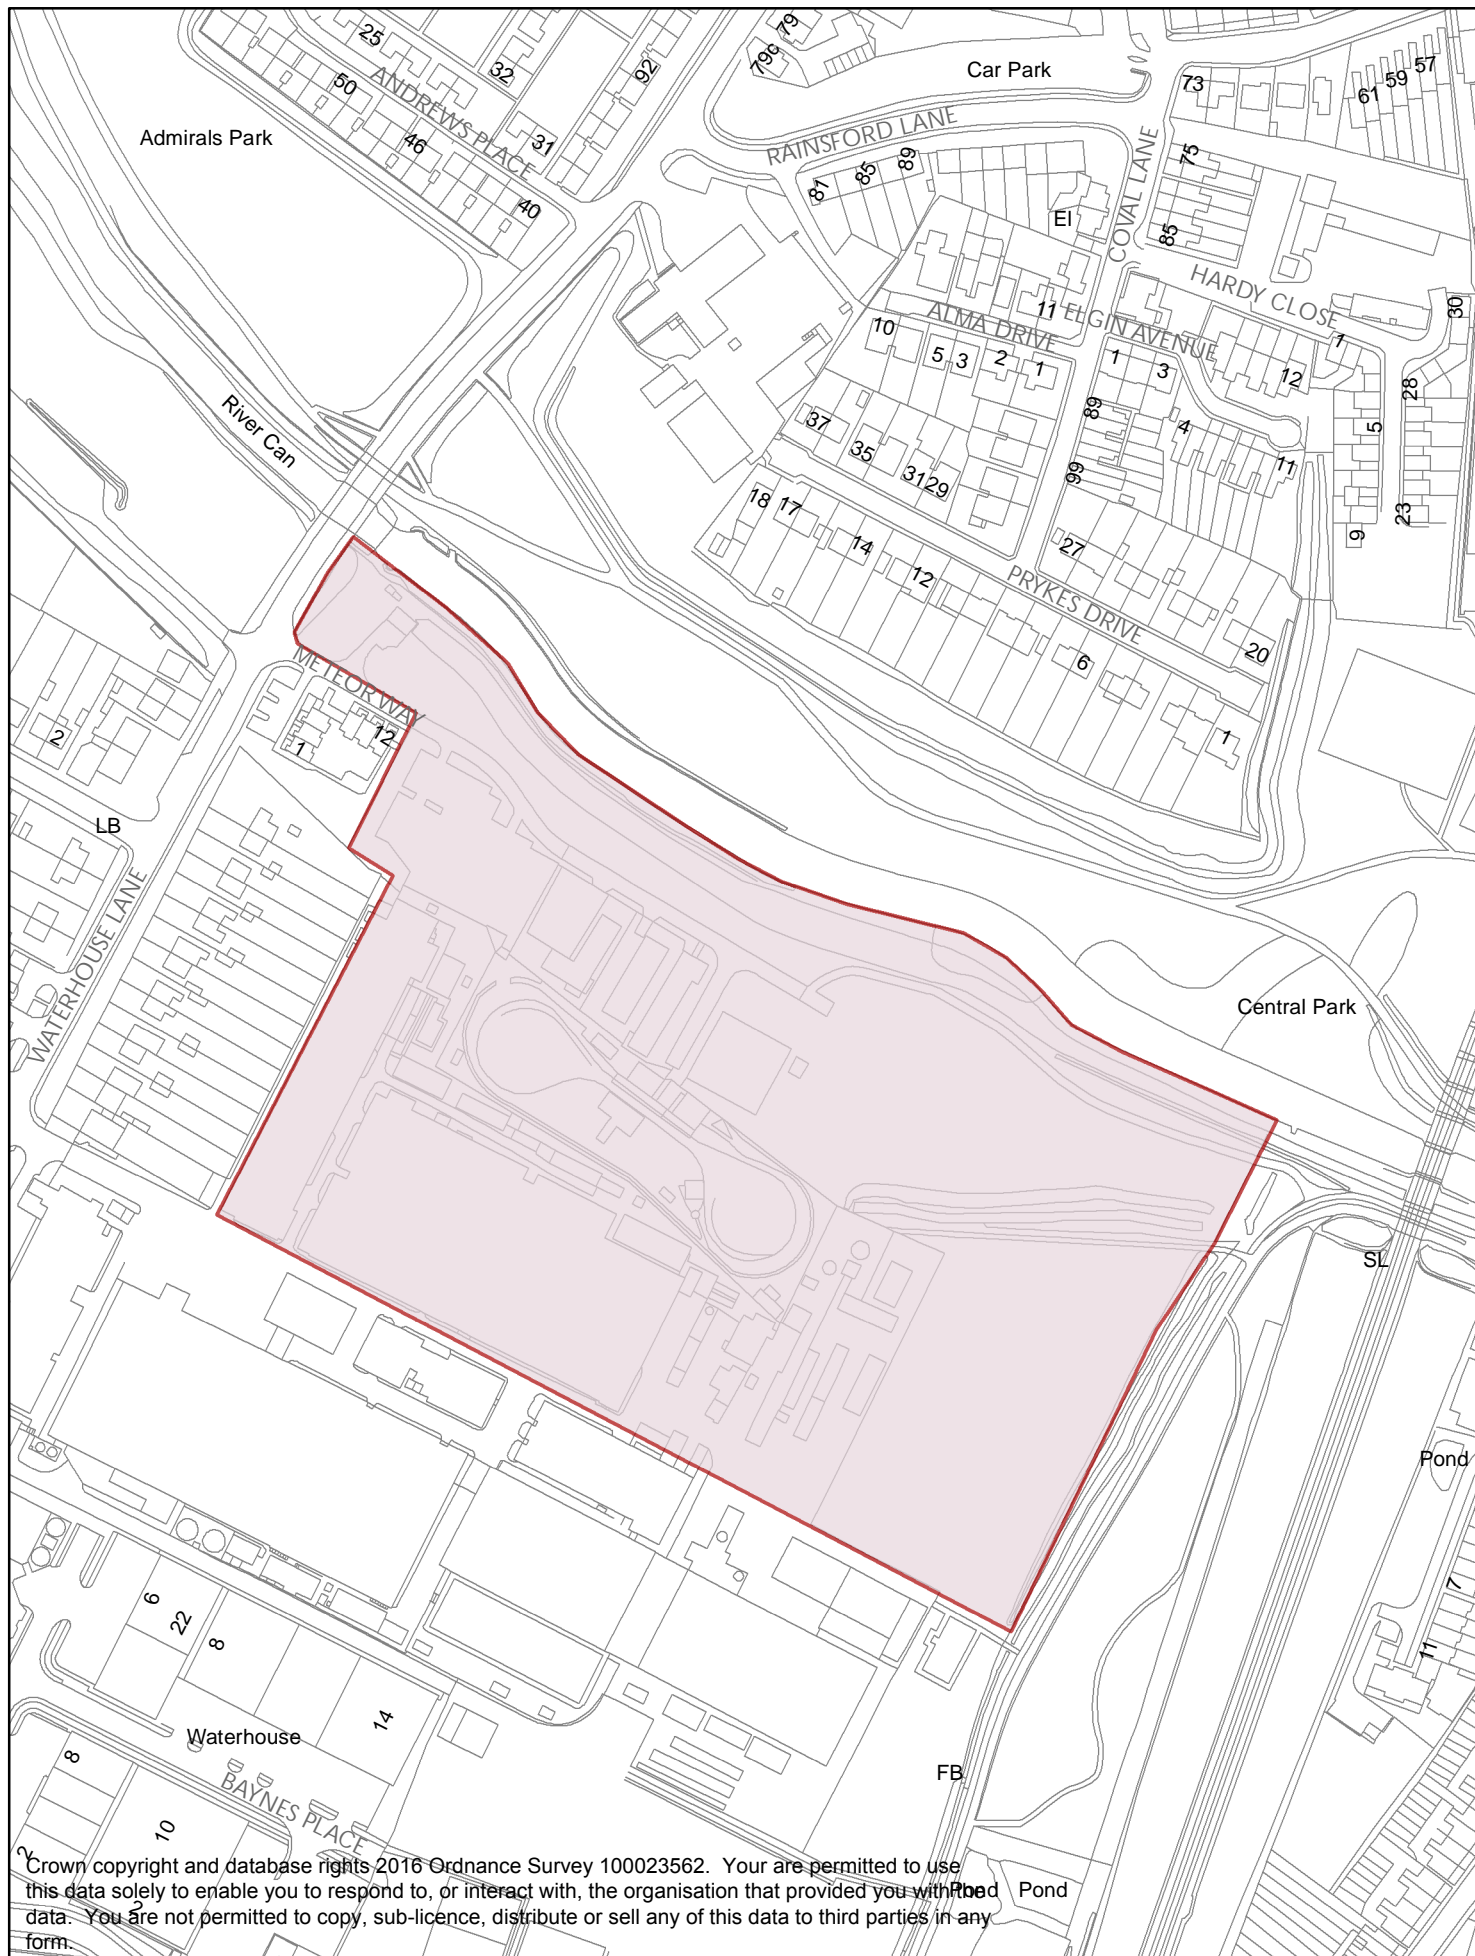 25
79
79c
Car Park
57
59
61
73
32
92
50
ANDREWS PLACE
Admirals Park
46
31
RAINSFORD LANE
81
85
89
75
COVAL LANE
40
El
85
HARDY CLOSE
30
11
ELGIN AVENUE
ALMA DRIVE
10
5
3
2
1
1
3
12
1
28
River Can
37
35
31
29
89
4
5
99
11
18
17
14
12
27
23
9
PRYKES DRIVE
6
20
METEOR WAY
1
12
2
1
LB
WATERHOUSE LANE
Central Park
SL
Pond
6
22
8
7
11
14
Waterhouse
8
BAYNES PLACE
10
FB
2
2
Pond
Pond
Crown copyright and database rights 2016 Ordnance Survey 100023562. Your are permitted to use
this data solely to enable you to respond to, or interact with, the organisation that provided you with the
data. You are not permitted to copy, sub-licence, distribute or sell any of this data to third parties in any
form.